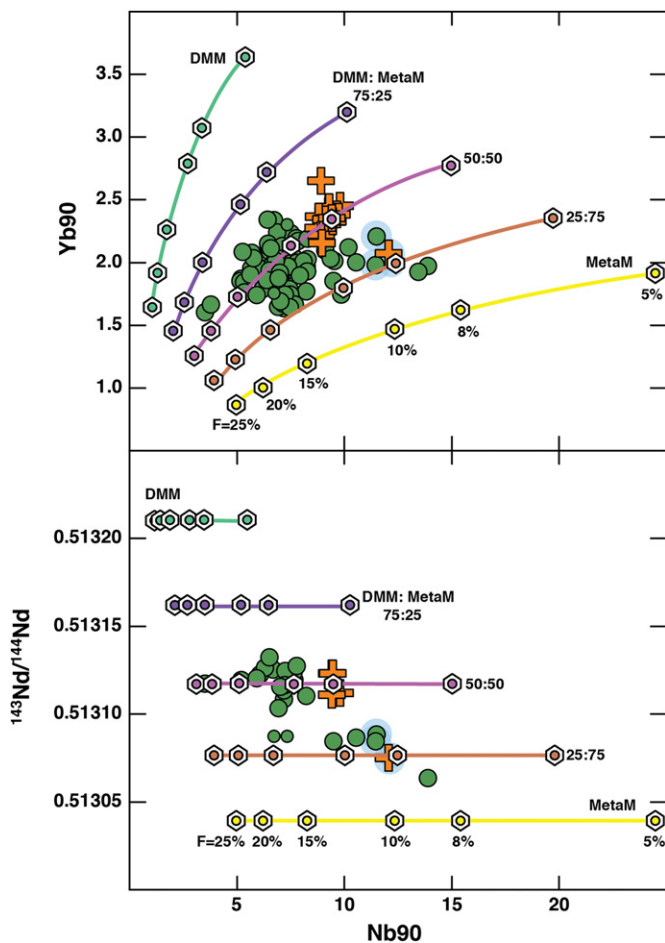 DMM
DMM: MetaM
75:25
50:50
25:75
MetaM
5%
8%
10%
15%
20%
F=25%
3.5
3.0
2.5
2.0
1.5
1.0
Yb90
DMM
0.51320
DMM: MetaM
75:25
0.51315
50:50
0.51310
25:75
0.51305
MetaM
F=25% 20% 15% 10% 8% 5%
143Nd/144Nd
5 10 15 20
Nb90